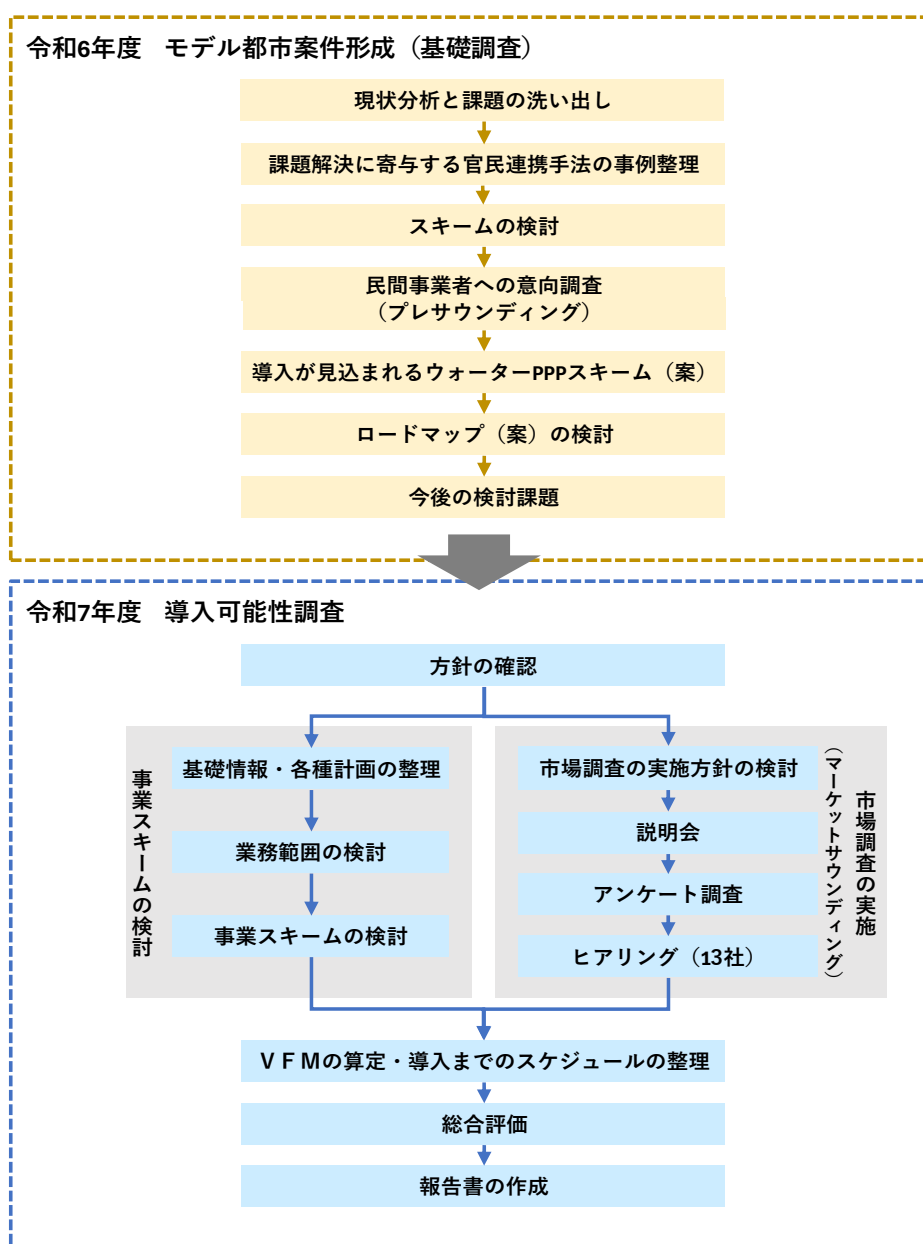 令和6年度　モデル都市案件形成（基礎調査）
現状分析と課題の洗い出し
課題解決に寄与する官民連携手法の事例整理
スキームの検討
民間事業者への意向調査
（プレサウンディング）
導入が見込まれるウォーターPPPスキーム（案）
ロードマップ（案）の検討
今後の検討課題
令和7年度　導入可能性調査
方針の確認
事業スキームの検討
基礎情報・各種計画の整理
業務範囲の検討
事業スキームの検討
市場調査の実施方針の検討
説明会
アンケート調査
ヒアリング（13社）
市場調査の実施
（マーケットサウンディング）
ＶＦＭの算定・導入までのスケジュールの整理
総合評価
報告書の作成